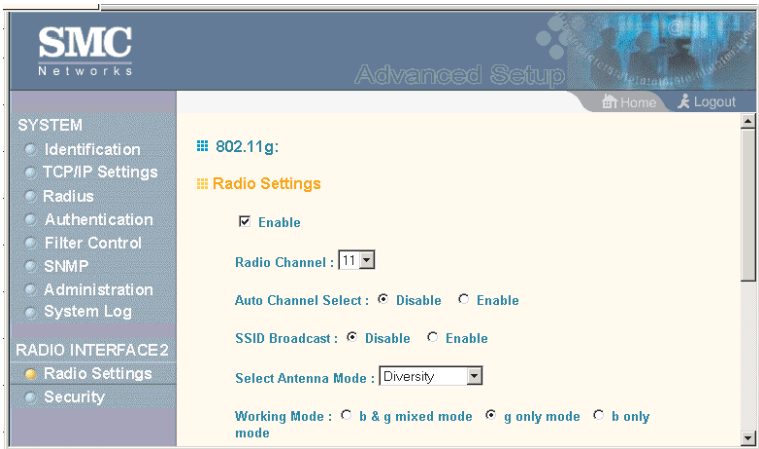 SMC
Networks
Advanced Setup
Home
Logout
SYSTEM
Identification
TCP/IP Settings
Radius
Authentication
Filter Control
SNMP
Administration
System Log
RADIO INTERFACE2
Radio Settings
Security
802.11g:
Radio Settings
Enable
Radio Channel : 11
Auto Channel Select : Disable Enable
SSID Broadcast : Disable Enable
Select Antenna Mode : Diversity
Working Mode : b & g mixed mode g only mode b only
mode